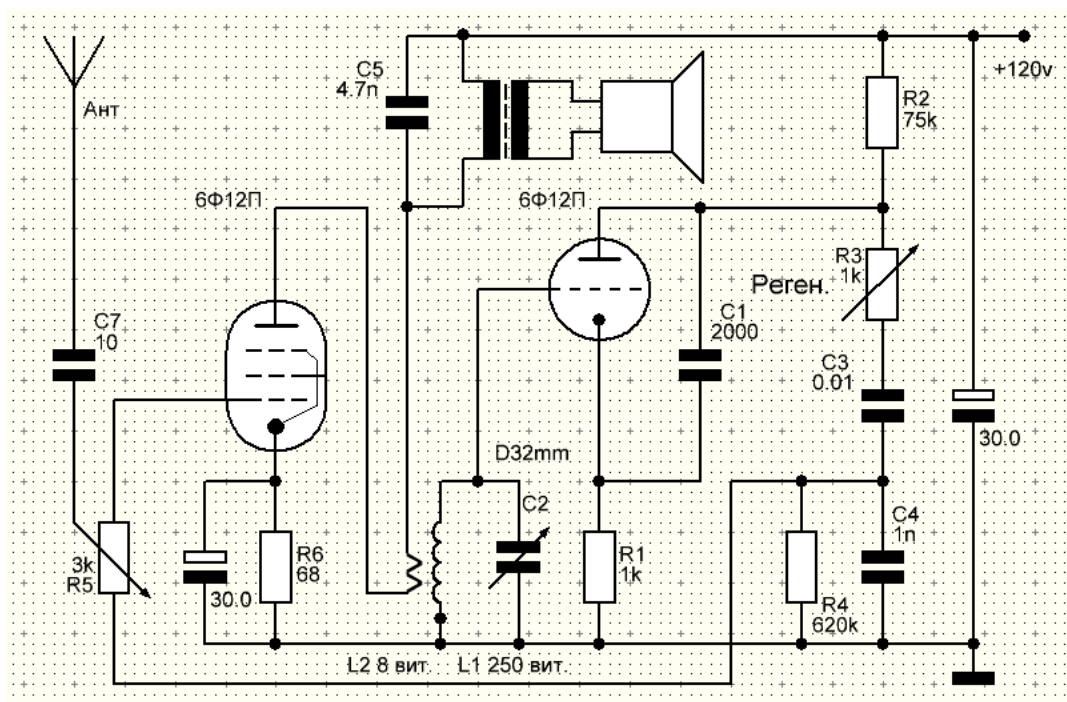 C5
4.7n
+120v
R2
75k
Ант
6Ф12П
6Ф12П
R3
1k
Реген.
C7
10
C1
2000
C3
0.01
30.0
D32mm
C2
C4
1n
3k
R5
R6
68
30.0
R1
1k
R4
620k
L2 8 вит.
L1 250 вит.